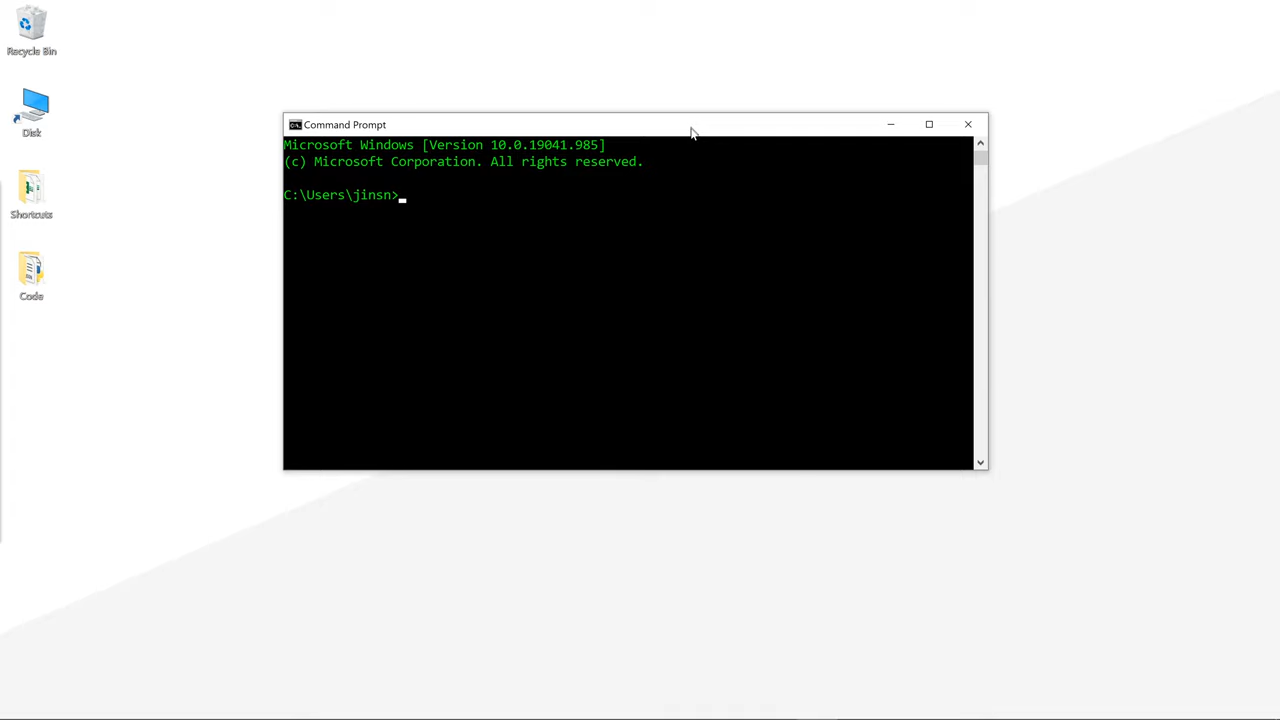 Recycle Bin
Disk
Shortcuts
Code
Command Prompt
Microsoft Windows [Version 10.0.19041.985]
(c) Microsoft Corporation. All rights reserved.
C:\Users\jinsn>